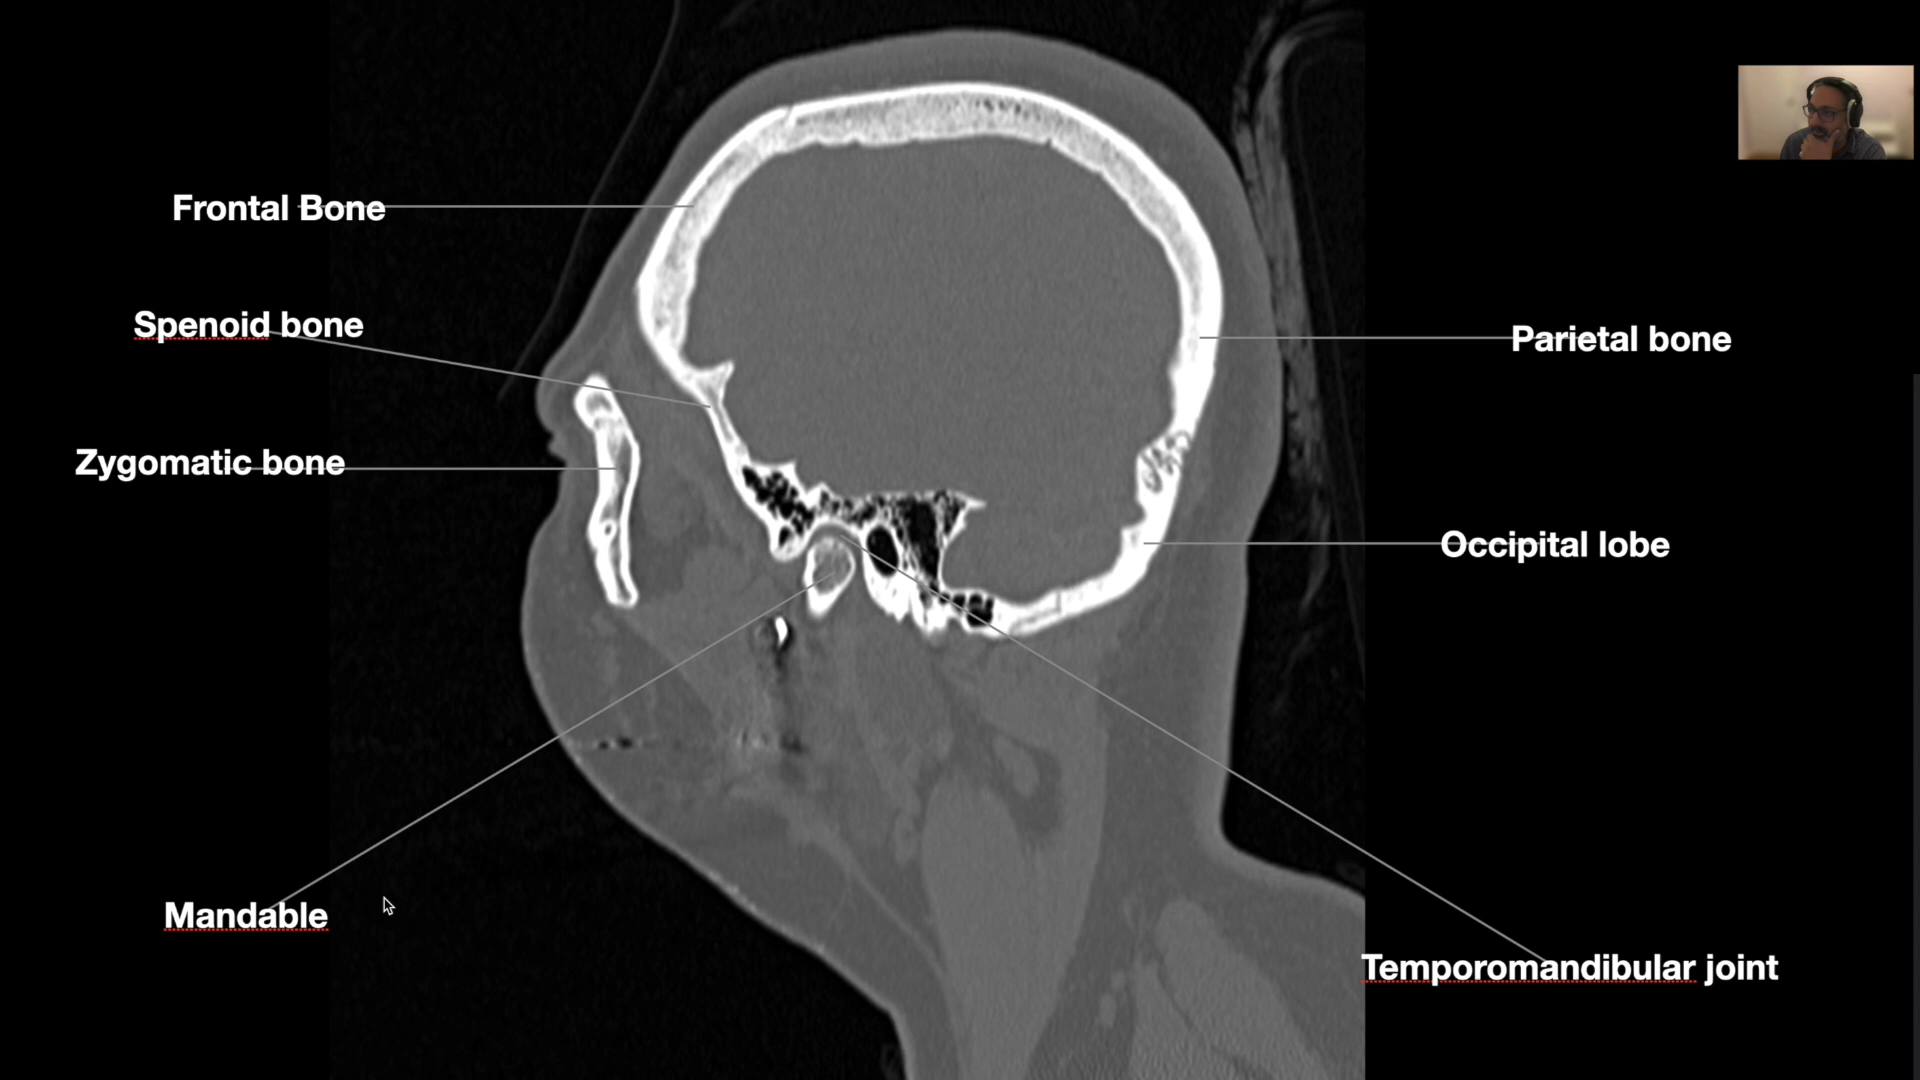 Frontal Bone
Spenoid bone
Parietal bone
Zygomatic bone
Occipital lobe
Mandable
Temporomandibular joint